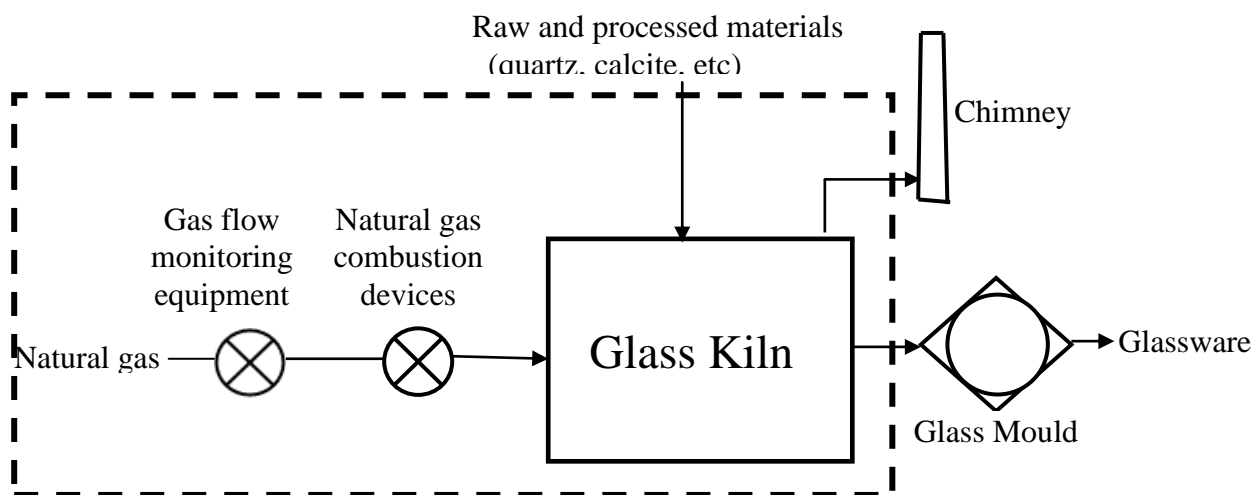 Raw and processed materials
(quartz, calcite, etc)
Chimney
Gas flow
monitoring
equipment
Natural gas
combustion
devices
Natural gas
Glass Kiln
Glassware
Glass Mould